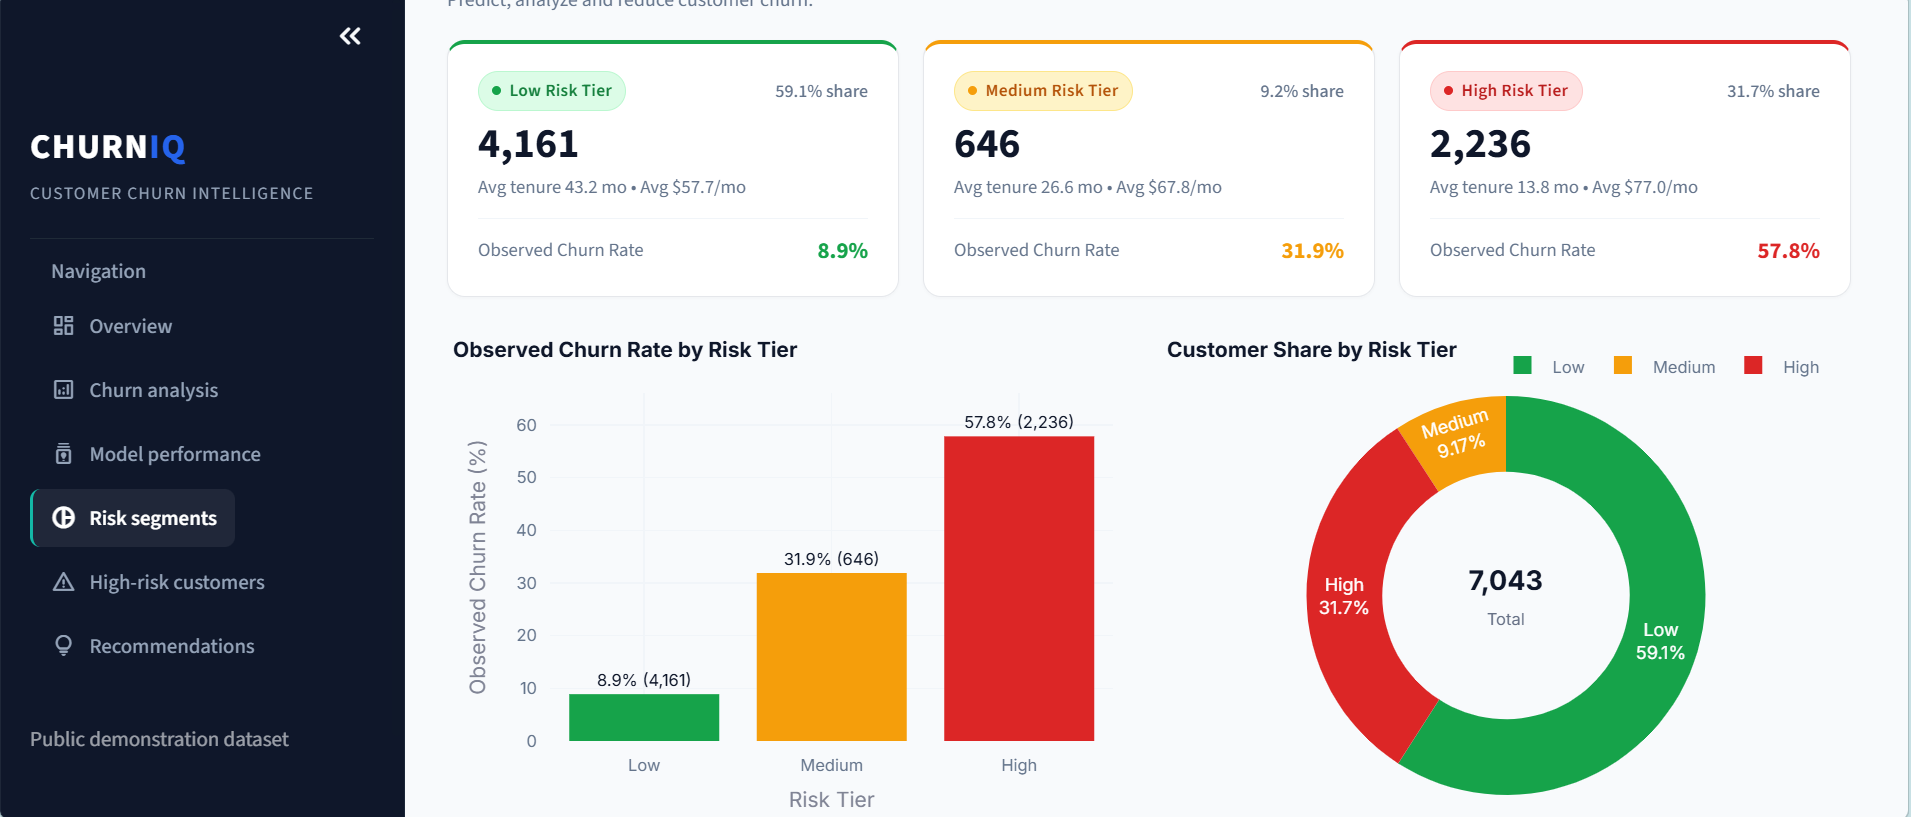 CHURNIQ
CUSTOMER CHURN INTELLIGENCE
Navigation
Overview
Churn analysis
Model performance
Risk segments
High-risk customers
Recommendations
Public demonstration dataset
Predict, analyze and reduce customer churn.
Low Risk Tier
59.1% share
4,161
Avg tenure 43.2 mo • Avg $57.7/mo
Observed Churn Rate
8.9%
Medium Risk Tier
9.2% share
646
Avg tenure 26.6 mo • Avg $67.8/mo
Observed Churn Rate
31.9%
High Risk Tier
31.7% share
2,236
Avg tenure 13.8 mo • Avg $77.0/mo
Observed Churn Rate
57.8%
Observed Churn Rate by Risk Tier
Observed Churn Rate (%)
60
50
40
30
20
10
0
8.9% (4,161)
31.9% (646)
57.8% (2,236)
Low
Medium
High
Risk Tier
Customer Share by Risk Tier
Low
Medium
High
Medium
9.17%
High
31.7%
7,043
Total
Low
59.1%